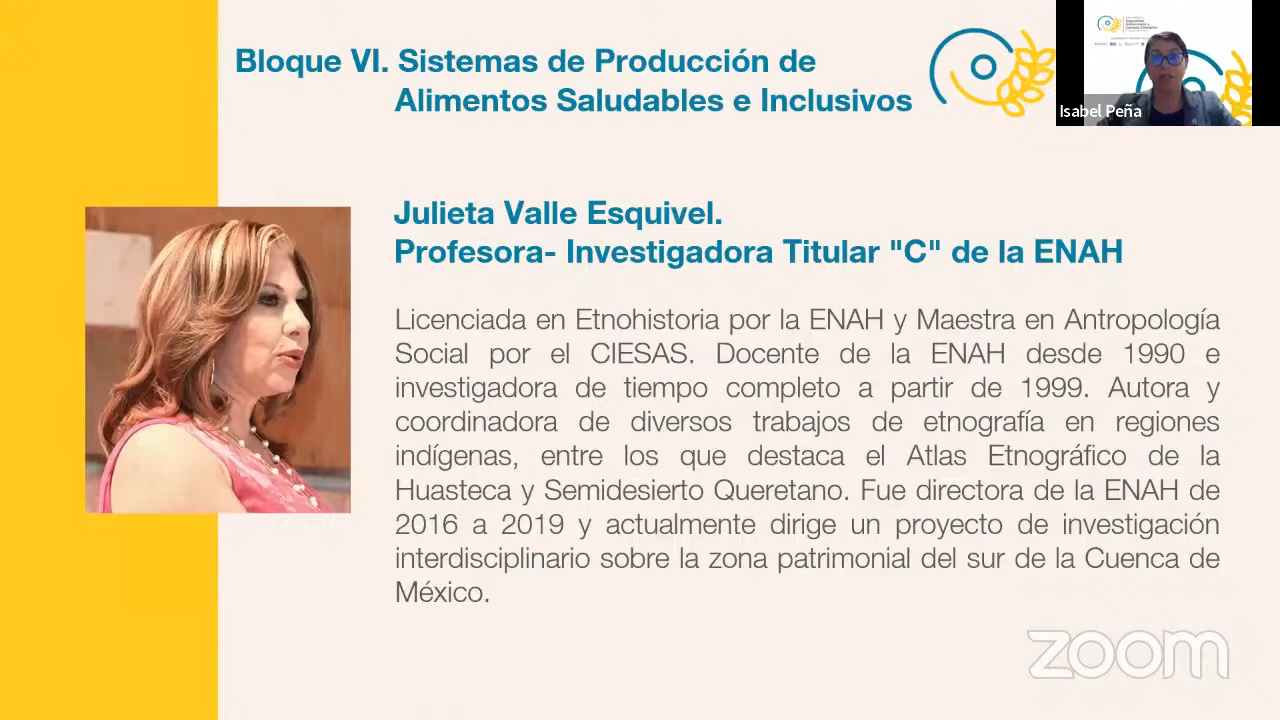 Bloque VI. Sistemas de Producción de
Alimentos Saludables e Inclusivos
Isabel Peña
Julieta Valle Esquivel.
Profesora- Investigadora Titular "C" de la ENAH
Licenciada en Etnohistoria por la ENAH y Maestra en Antropología
Social por el CIESAS. Docente de la ENAH desde 1990 e
investigadora de tiempo completo a partir de 1999. Autora y
coordinadora de diversos trabajos de etnografía en regiones
indígenas, entre los que destaca el Atlas Etnográfico de la
Huasteca y Semidesierto Queretano. Fue directora de la ENAH de
2016 a 2019 y actualmente dirige un proyecto de investigación
interdisciplinario sobre la zona patrimonial del sur de la Cuenca de
México.
zoom